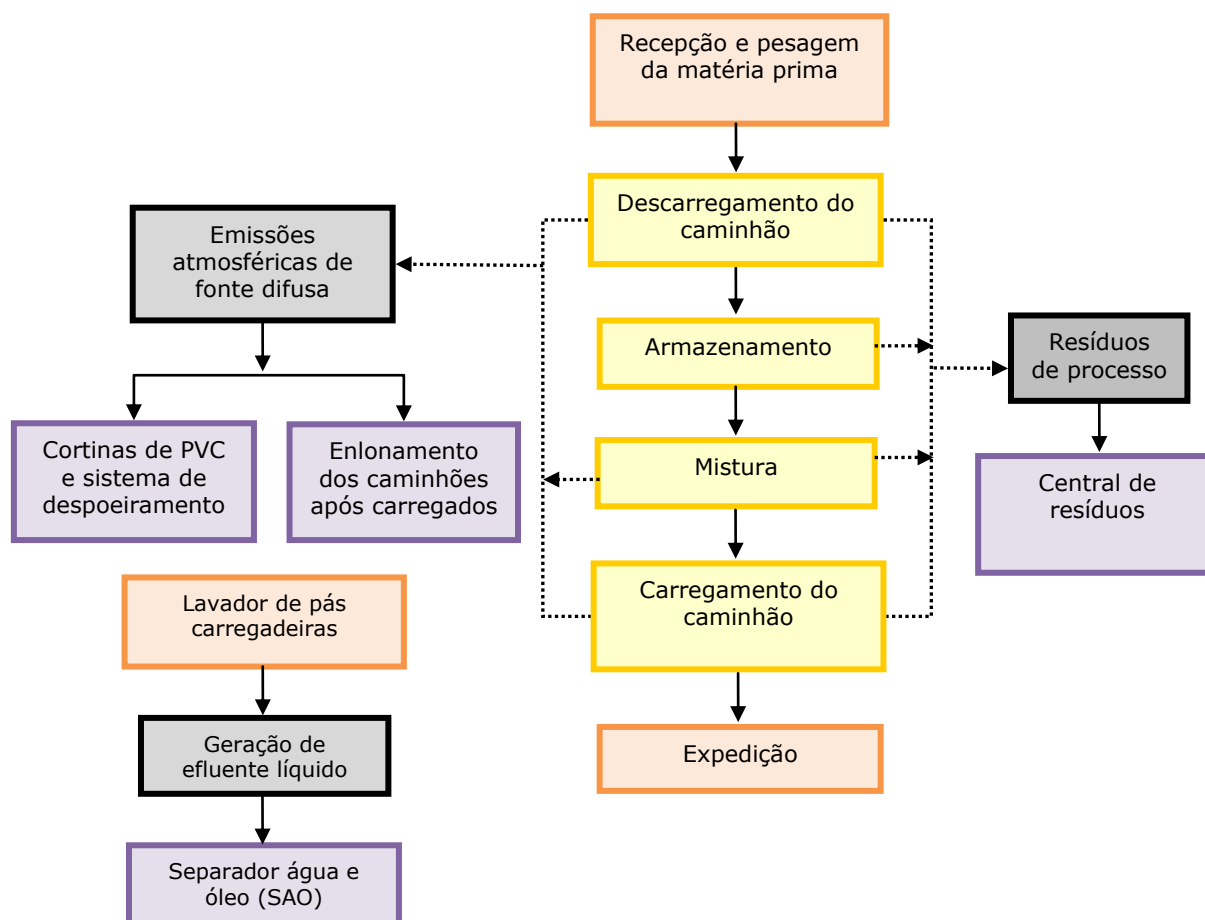 Recepção e pesagem
da matéria prima
Descarregamento do
caminhão
Emissões
atmosféricas de
fonte difusa
Armazenamento
Resíduos
de processo
Cortinas de PVC
e sistema de
despoeiramento
Enlonamento
dos caminhões
após carregados
Mistura
Central de
resíduos
Lavador de pás
carregadeiras
Carregamento do
caminhão
Geração de
efluente líquido
Expedição
Separador água e
óleo (SAO)